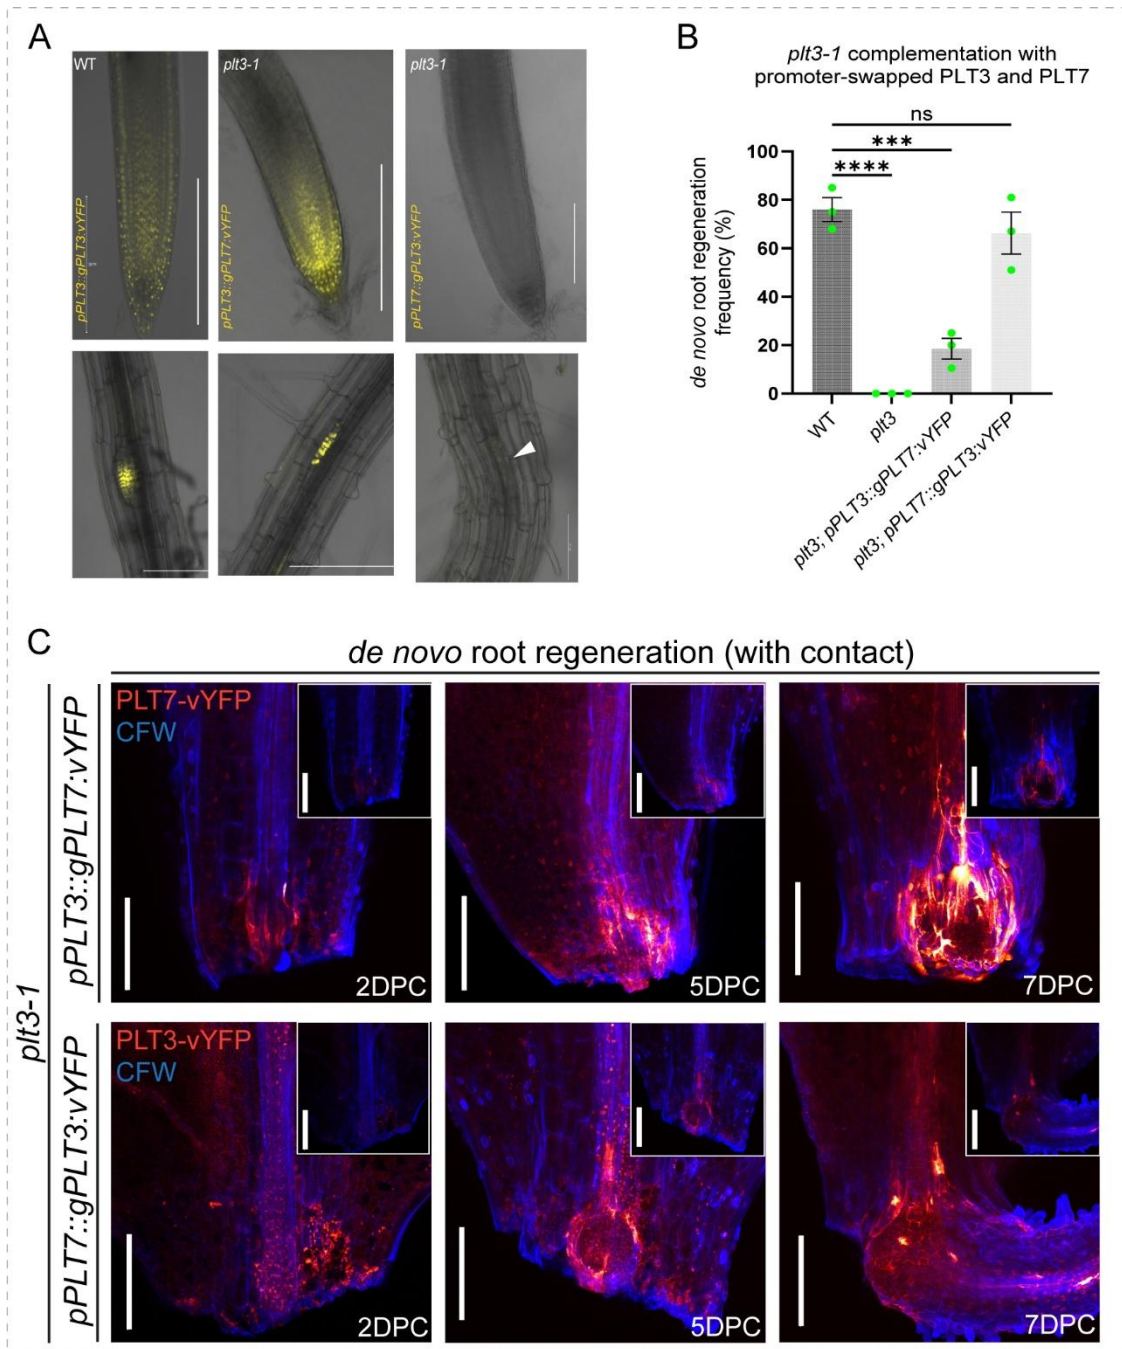 A
WT
plt3-1
plt3-1
pPLT3::gPLT3:vYFP
pPLT3::gPLT7:vYFP
pPLT7::gPLT3:vYFP
B
plt3-1 complementation with
promoter-swapped PLT3 and PLT7
ns
***
****
de novo root regeneration
frequency (%)
100
80
60
40
20
0
WT
plt3
plt3; pPLT3::gPLT7:vYFP
plt3; pPLT7::gPLT3:vYFP
C
de novo root regeneration (with contact)
plt3-1
pPLT3::gPLT7:vYFP
PLT7-vYFP
CFW
2DPC
5DPC
7DPC
pPLT7::gPLT3:vYFP
PLT3-vYFP
CFW
2DPC
5DPC
7DPC